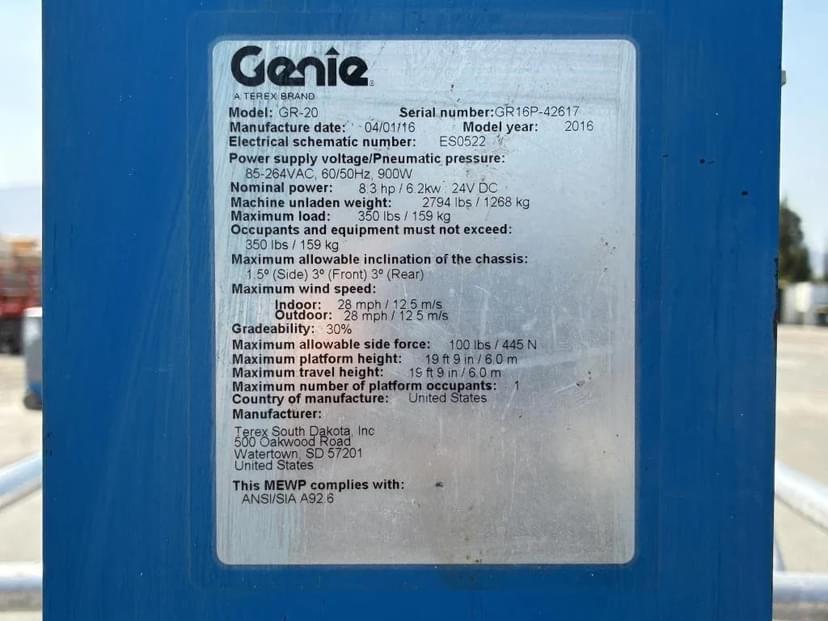 Genie®
A TEREX BRAND
Model: GR-20 Serial number:GR16P-42617
Manufacture date: 04/01/16 Model year: 2016
Electrical schematic number: ES0522
Power supply voltage/Pneumatic pressure:
85-264VAC, 60/50Hz, 900W
Nominal power: 8.3 hp / 6.2kw 24V DC
Machine unladen weight: 2794 lbs / 1268 kg
Maximum load: 350 lbs / 159 kg
Occupants and equipment must not exceed:
350 lbs / 159 kg
Maximum allowable inclination of the chassis:
1.5º (Side) 3º (Front) 3º (Rear)
Maximum wind speed:
Indoor: 28 mph / 12.5 m/s
Outdoor: 28 mph / 12.5 m/s
Gradeability: 30%
Maximum allowable side force: 100 lbs / 445 N
Maximum platform height: 19 ft 9 in / 6.0 m
Maximum travel height: 19 ft 9 in / 6.0 m
Maximum number of platform occupants: 1
Country of manufacture: United States
Manufacturer:
Terex South Dakota, Inc
500 Oakwood Road
Watertown, SD 57201
United States
This MEWP complies with:
ANSI/SIA A92.6